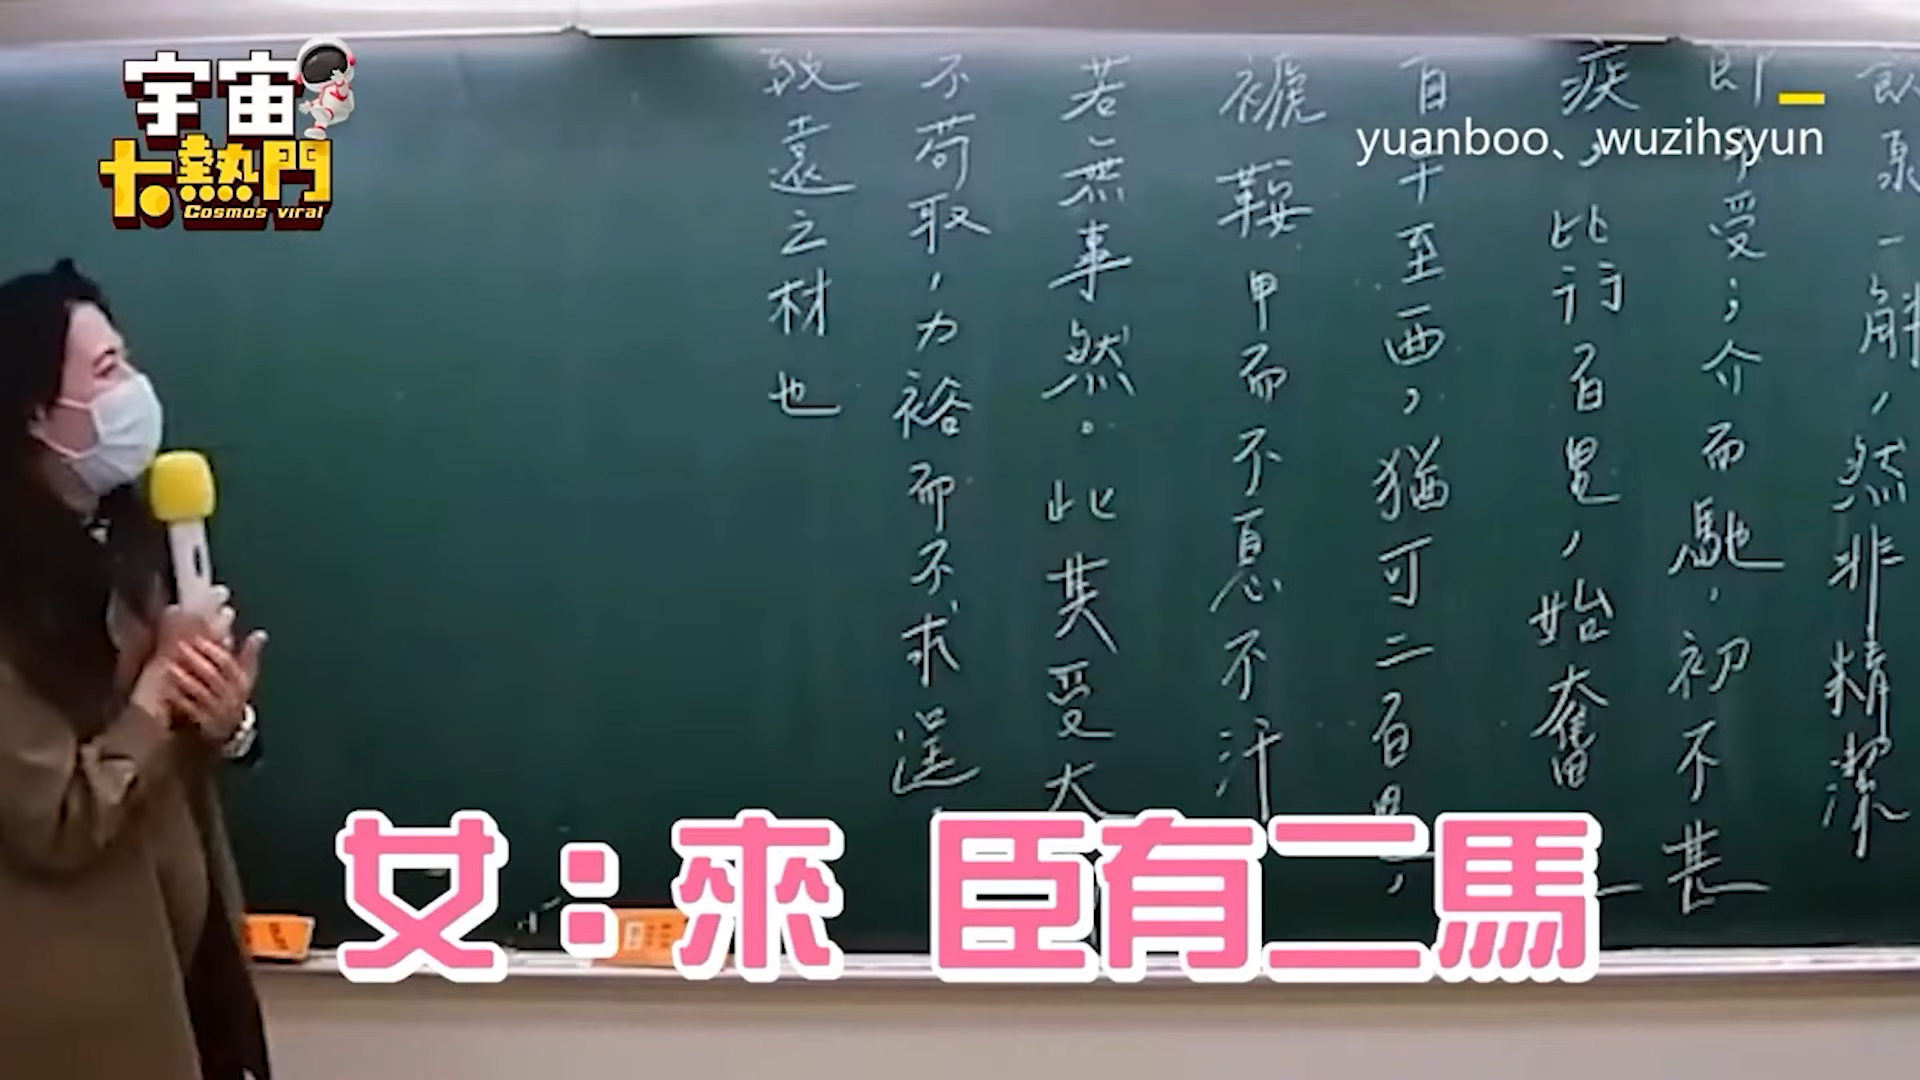 宇宙
大熱門
Cosmos viral
yuanboo、wuzihsyun
飲泉一斛，然非精潔
即不受；介而馳，初不甚
疾，比行百里，始奮
自午至酉，猶可二百里，
褫鞍甲而不息不汗
若無事然。此其受大
不苟取，力裕而不求逞，
致遠之材也
女：來 臣有二馬